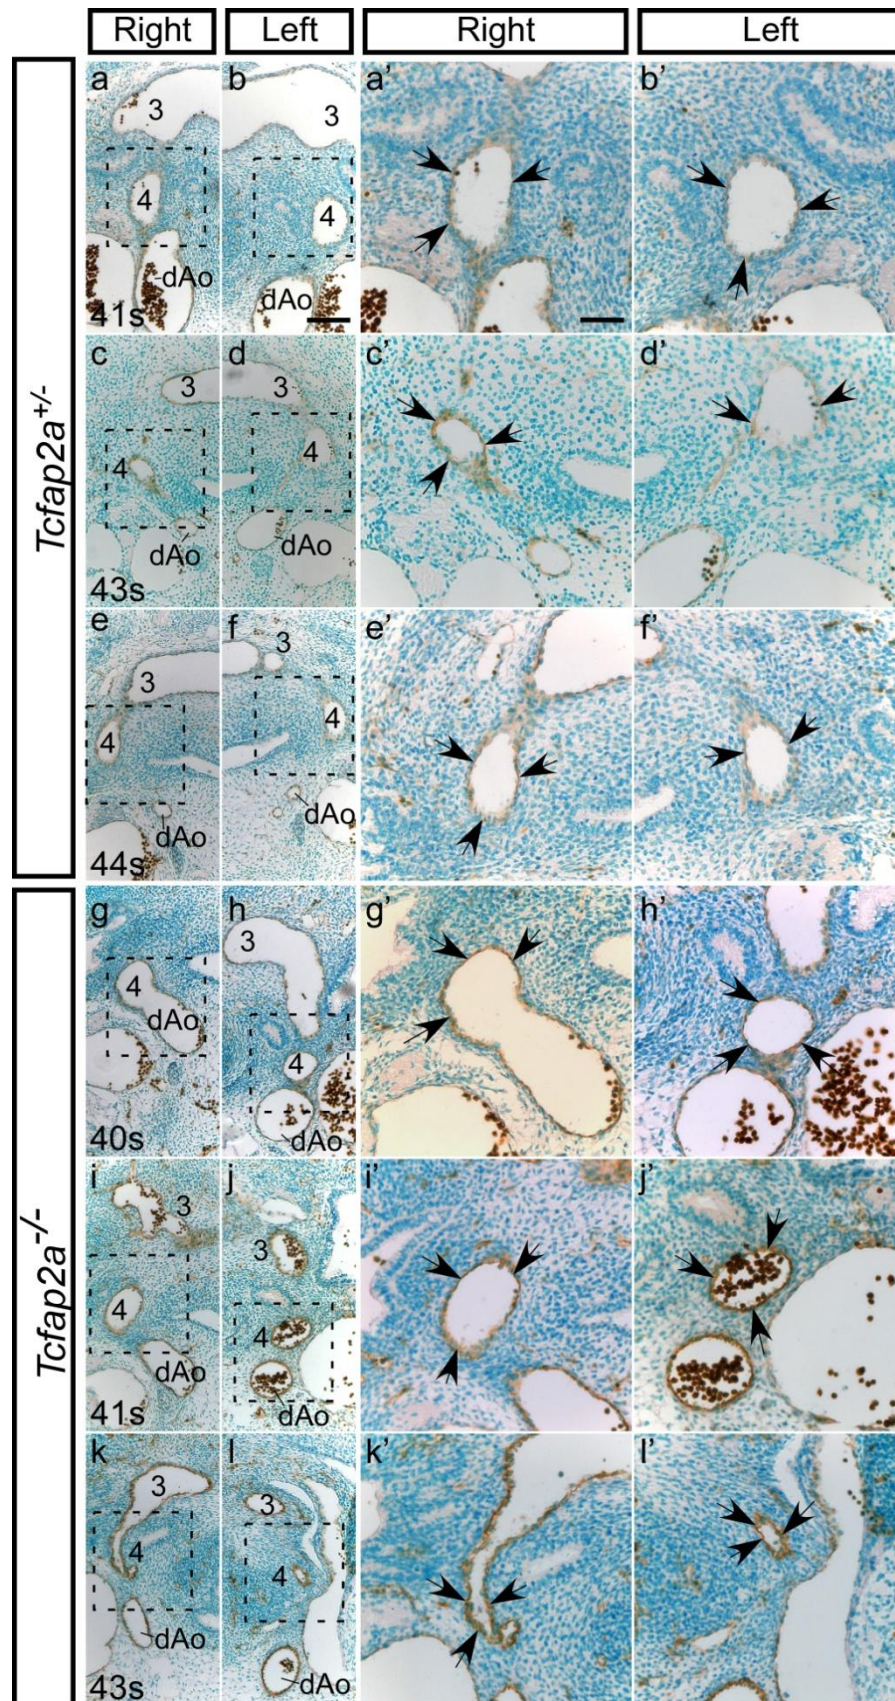 Right Left Right Left
Tcfap2a+/-
a b a' b'
3 3
4 4
dAo dAo
41s
c d c' d'
3 3
4 4
dAo dAo
43s
e f e' f'
3 3
4 4
dAo dAo
44s
Tcfap2a-/-
g h g' h'
3
4 dAo
4
dAo
40s
i j i' j'
3 3
4 4
dAo dAo
41s
k l k' l'
3 3
4 4
dAo dAo
43s